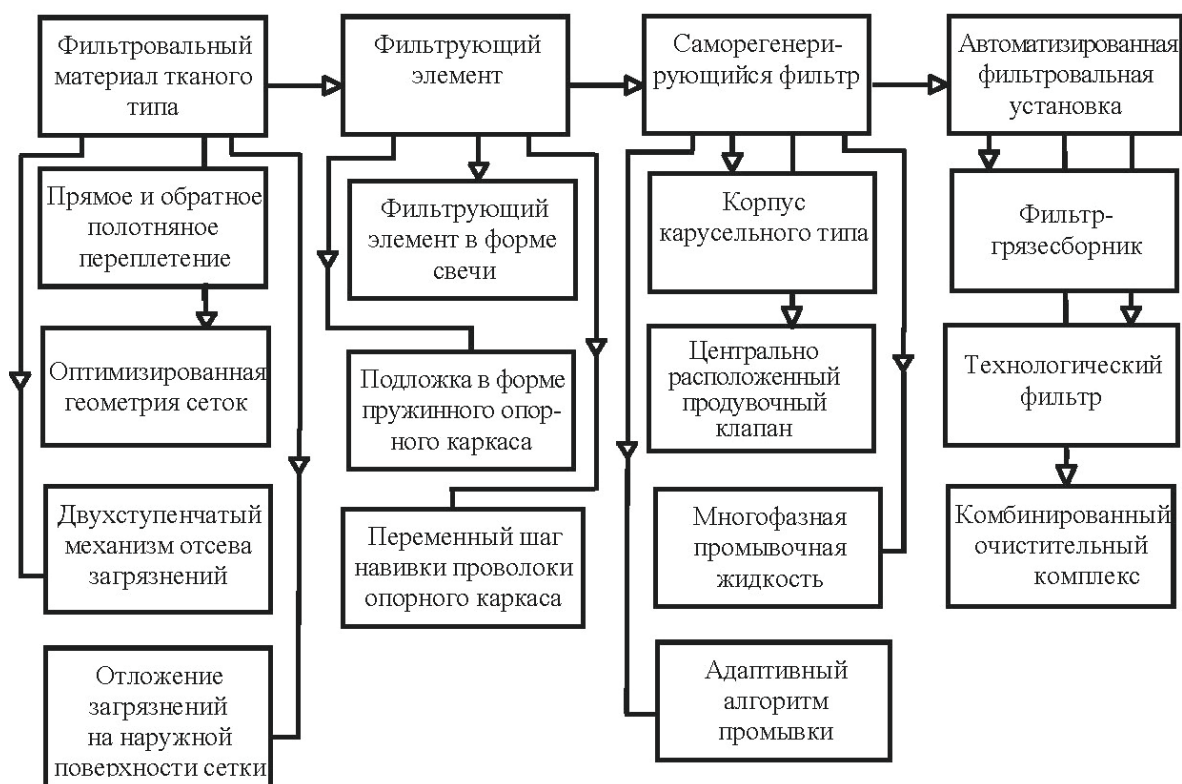 Фильтровальный
материал тканого
типа
Фильтрующий
элемент
Саморегенери-
рующийся фильтр
Автоматизированная
фильтровальная
установка
Прямое и обратное
полотняное
переплетение
Оптимизированная
геометрия сеток
Двухступенчатый
механизм отсева
загрязнений
Отложение
загрязнений
на наружной
поверхности сетки
Фильтрующий
элемент в форме
свечи
Подложка в форме
пружинного опор-
ного каркаса
Переменный шаг
навивки проволоки
опорного каркаса
Корпус
карусельного типа
Центрально
расположенный
продувочный
клапан
Многофазная
промывочная
жидкость
Адаптивный
алгоритм
промывки
Фильтр-
грязесборник
Технологический
фильтр
Комбинированный
очистительный
комплекс